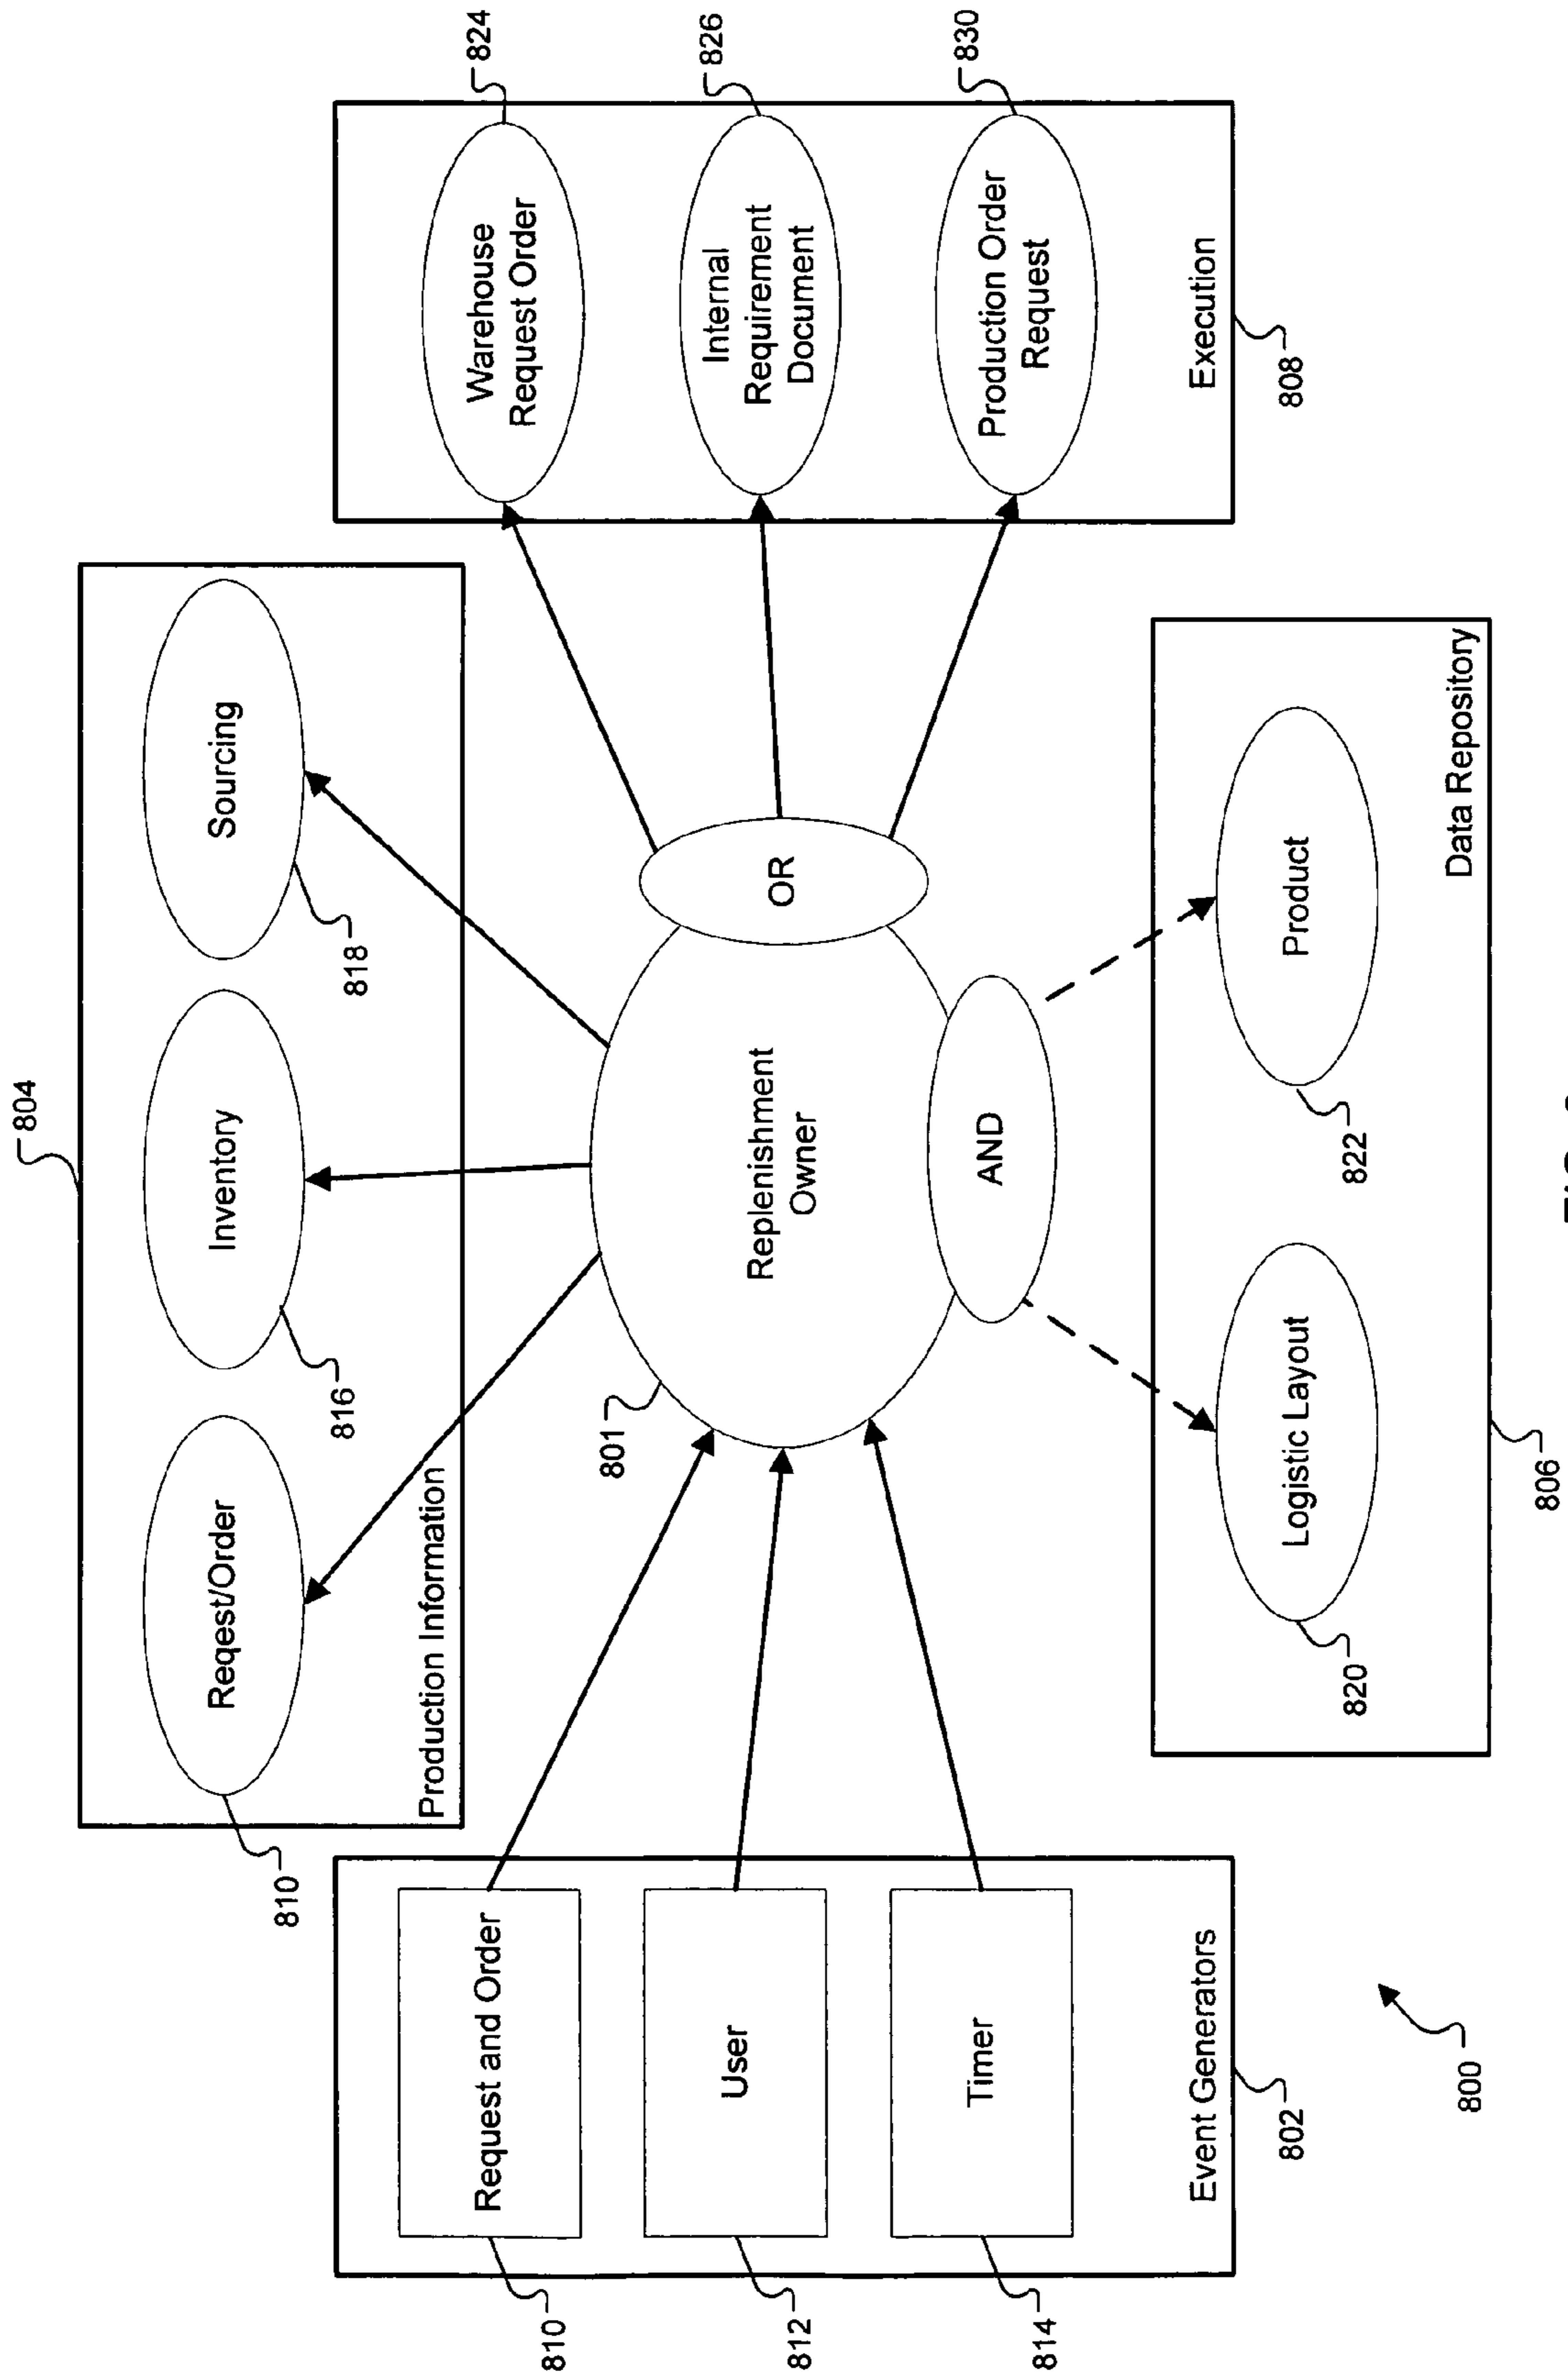 804
Reqest/Order
Inventory
Sourcing
810
816
818
Production Information
Request and Order
810
User
812
Timer
814
Event Generators
802
801
Replenishment
Owner
OR
AND
Warehouse
Request Order
824
Internal
Requirement
Document
826
Production Order
Request
830
Execution
808
Logistic Layout
820
Product
822
Data Repository
806
800